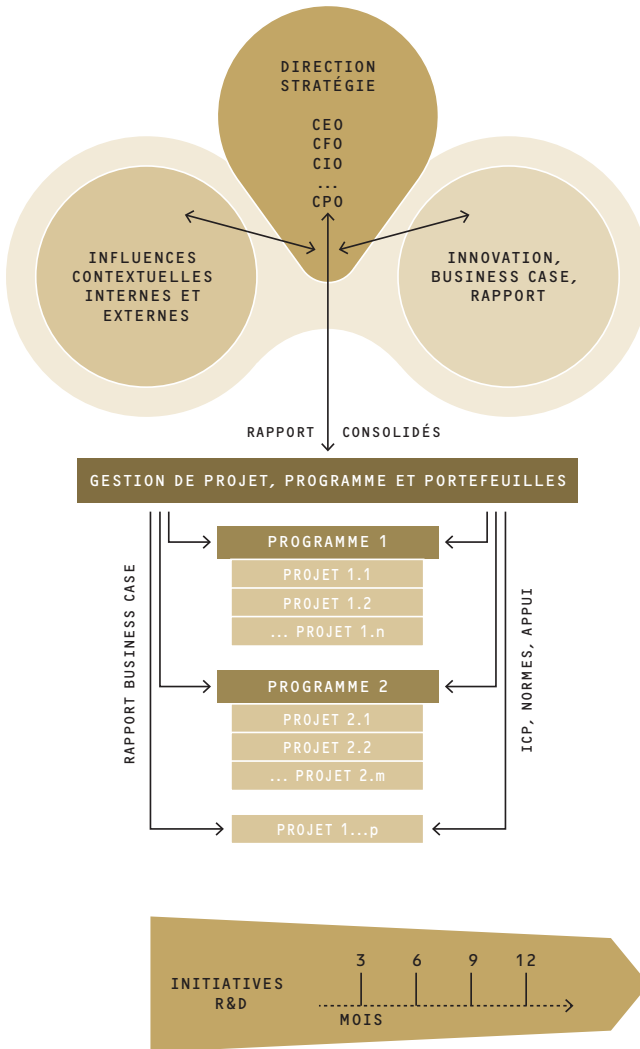 DIRECTION
STRATÉGIE
CEO
CFO
CIO
...
CPO
INFLUENCES
CONTEXTUELLES
INTERNES ET
EXTERNES
INNOVATION,
BUSINESS CASE,
RAPPORT
RAPPORT CONSOLIDÉS
GESTION DE PROJET, PROGRAMME ET PORTEFEUILLES
PROGRAMME 1
PROJET 1.1
PROJET 1.2
... PROJET 1.n
RAPPORT BUSINESS CASE
ICP, NORMES, APPUI
PROGRAMME 2
PROJET 2.1
PROJET 2.2
... PROJET 2.m
PROJET 1...p
INITIATIVES
R&D
3 6 9 12
MOIS